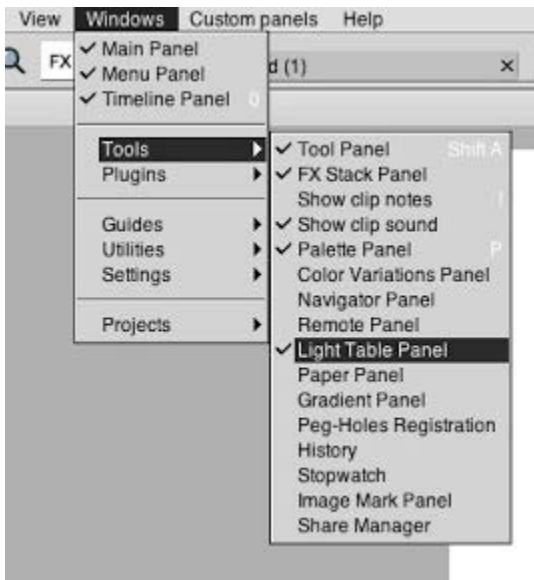 View Windows Custom panels Help
FX
d (1) ×
✓ Main Panel
✓ Menu Panel
✓ Timeline Panel 0
Tools
Plugins
Guides
Utilities
Settings
Projects
✓ Tool Panel Shift A
✓ FX Stack Panel
Show clip notes
✓ Show clip sound
✓ Palette Panel P
Color Variations Panel
Navigator Panel
Remote Panel
✓ Light Table Panel
Paper Panel
Gradient Panel
Peg-Holes Registration
History
Stopwatch
Image Mark Panel
Share Manager